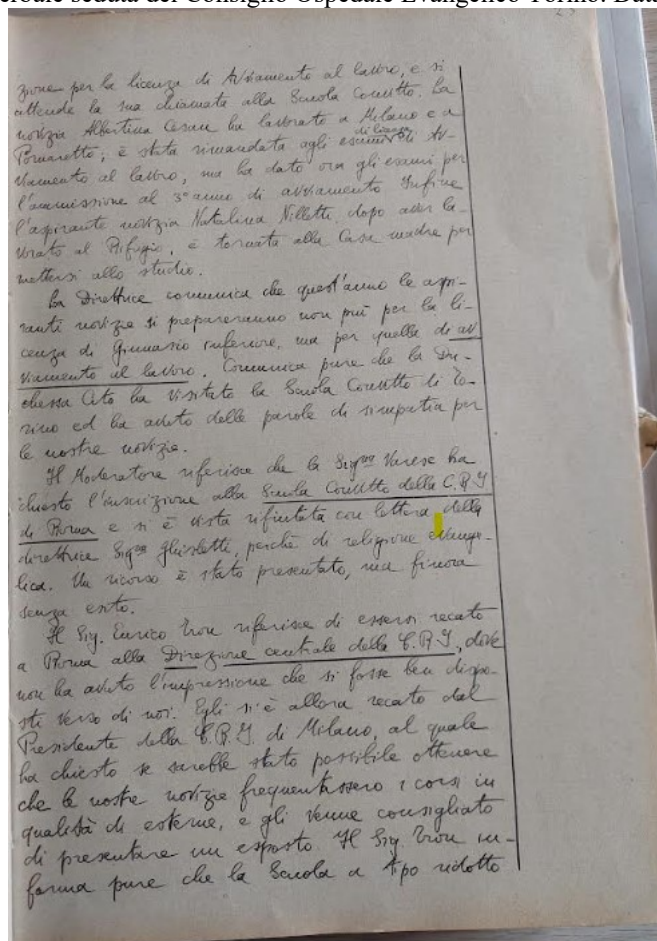 seduta del Consiglio Ospedale Evangelico Torino. Data
zione per la licenza di Avviamento al lavoro, e si
attende la sua chiamata alla Scuola Convitto. La
novizia Albertina Cesan ha lavorato a Milano e a
Pomaretto; è stata rimandata agli esami di licenza di Av-
viamento al lavoro, ma ha dato ora gli esami per
l'ammissione al 3° anno di avviamento. Infine
l'aspirante novizia Natalina Nilletti, dopo aver la-
vorato al Rifugio, è tornata alla Casa madre per
mettersi allo studio.
La Direttrice comunica che quest'anno le aspi-
ranti novizie si prepareranno non più per la li-
cenza di Ginnasio inferiore, ma per quella di av-
viamento al lavoro. Comunica pure che la Du-
chessa Cito ha visitato la Scuola Convitto di To-
rino ed ha avuto delle parole di simpatia per
le nostre novizie.
Il Moderatore riferisce che la Sigra Varese ha
chiesto l'inscrizione alla Scuola Convitto della C.R.I
di Roma e si è vista rifiutata con lettera della
direttrice Sigra Ghisletti, perchè di religione evange-
lica. Un ricorso è stato presentato, ma finora
senza esito.
Il Sig. Enrico Tron riferisce di essersi recato
a Roma alla Direzione centrale della C.R.I, dove
non ha avuto l'impressione che si fosse ben dispo-
sti verso di noi. Egli si è allora recato dal
Presidente della C.R.I. di Milano, al quale
ha chiesto se sarebbe stato possibile ottenere
che le nostre novizie frequentassero i corsi in
qualità di esterne, e gli venne consigliato
di presentare un esposto. Il Sig. Tron in-
forma pure che la Scuola a tipo ridotto